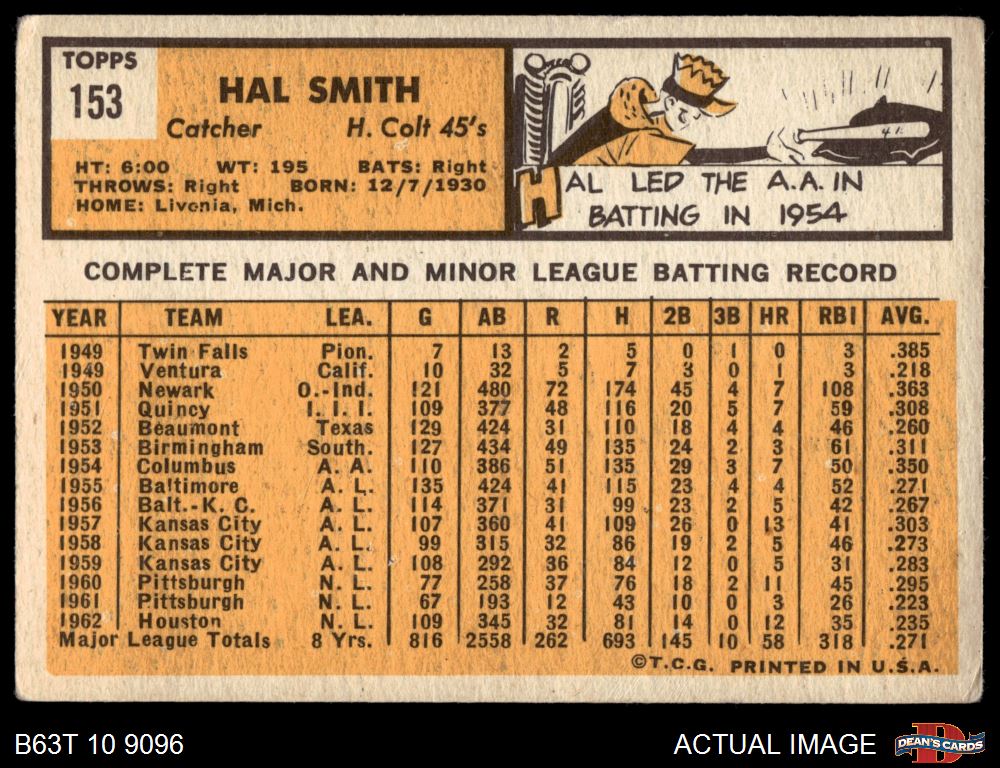 TOPPS
153
HAL SMITH
Catcher H. Colt 45's
HT: 6:00 WT: 195 BATS: Right
THROWS: Right BORN: 12/7/1930
HOME: Livonia, Mich.
HAL LED THE A.A. IN
BATTING IN 1954
COMPLETE MAJOR AND MINOR LEAGUE BATTING RECORD
YEAR TEAM LEA. G AB R H 2B 3B HR RBI AVG.
1949 Twin Falls Pion. 7 13 2 5 0 1 0 3 .385
1949 Ventura Calif. 10 32 5 7 3 0 1 3 .218
1950 Newark O.-Ind. 121 480 72 174 45 4 7 108 .363
1951 Quincy I. I. I. 109 377 48 116 20 5 7 59 .308
1952 Beaumont Texas 129 424 31 110 18 4 4 46 .260
1953 Birmingham South. 127 434 49 135 24 2 3 61 .311
1954 Columbus A. A. 110 386 51 135 29 3 7 50 .350
1955 Baltimore A. L. 135 424 41 115 23 4 4 52 .271
1956 Balt.-K. C. A. L. 114 371 31 99 23 2 5 42 .267
1957 Kansas City A. L. 107 360 41 109 26 0 13 41 .303
1958 Kansas City A. L. 99 315 32 86 19 2 5 46 .273
1959 Kansas City A. L. 108 292 36 84 12 0 5 31 .283
1960 Pittsburgh N. L. 77 258 37 76 18 2 11 45 .295
1961 Pittsburgh N. L. 67 193 12 43 10 0 3 26 .223
1962 Houston N. L. 109 345 32 81 14 0 12 35 .235
Major League Totals 8 Yrs. 816 2558 262 693 145 10 58 318 .271
©T.C.G. PRINTED IN U.S.A.
B63T 10 9096 ACTUAL IMAGE DEAN'S CARDS